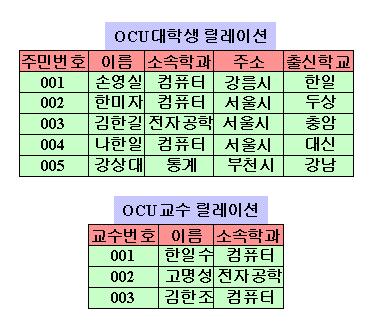 OCU대학생 릴레이션
주민번호 이름 소속학과 주소 출신학교
001 손영실 컴퓨터 강릉시 한일
002 한미자 컴퓨터 서울시 두상
003 김한길 전자공학 서울시 충암
004 나한일 컴퓨터 서울시 대신
005 강상대 통계 부천시 강남
OCU교수 릴레이션
교수번호 이름 소속학과
001 한일수 컴퓨터
002 고명성 전자공학
003 김한조 컴퓨터